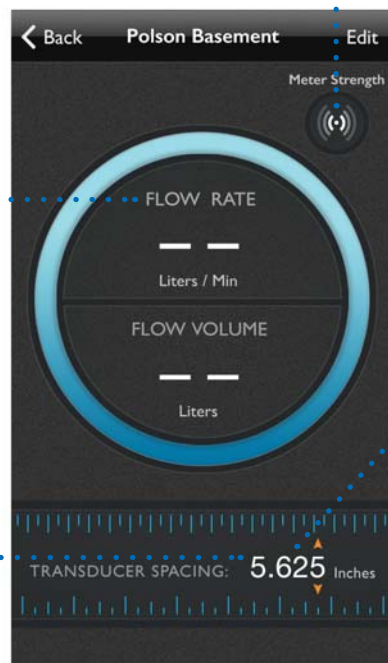 Back Polson Basement Edit
Meter Strength
FLOW RATE
— —
Liters / Min
FLOW VOLUME
— —
Liters
TRANSDUCER SPACING: 5.625 Inches